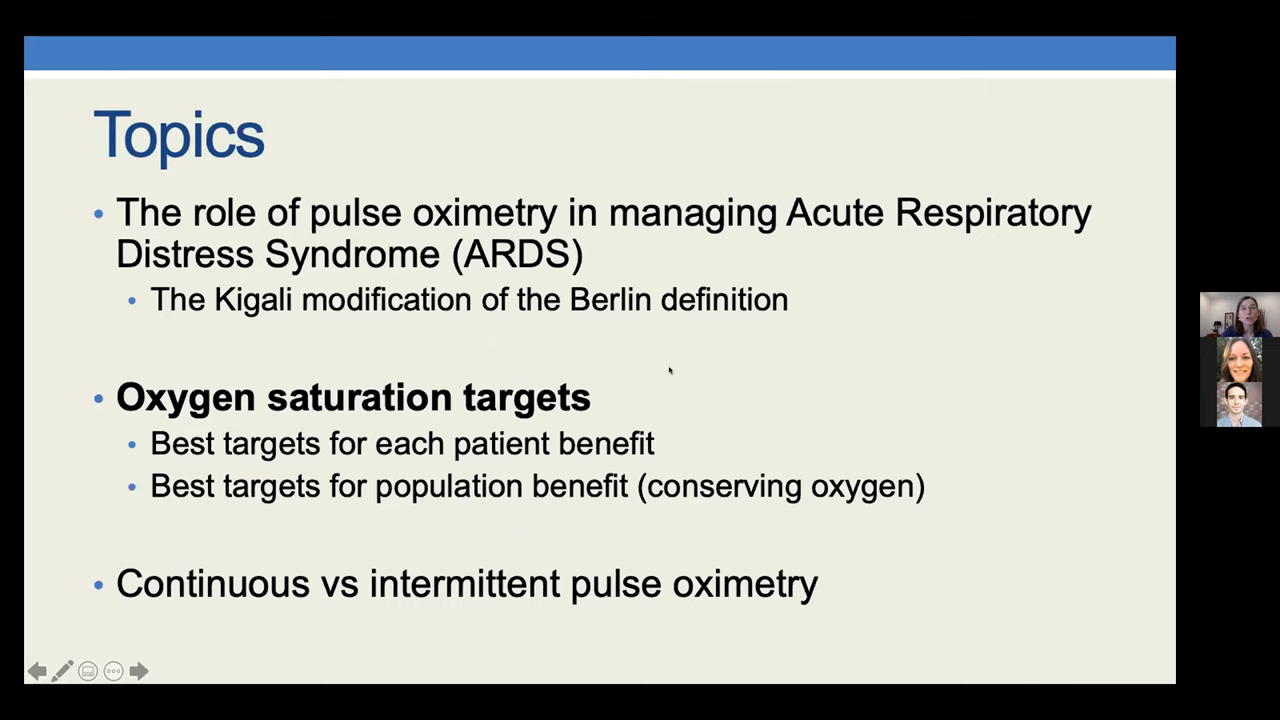 Topics
• The role of pulse oximetry in managing Acute Respiratory
Distress Syndrome (ARDS)
• The Kigali modification of the Berlin definition
• Oxygen saturation targets
• Best targets for each patient benefit
• Best targets for population benefit (conserving oxygen)
• Continuous vs intermittent pulse oximetry